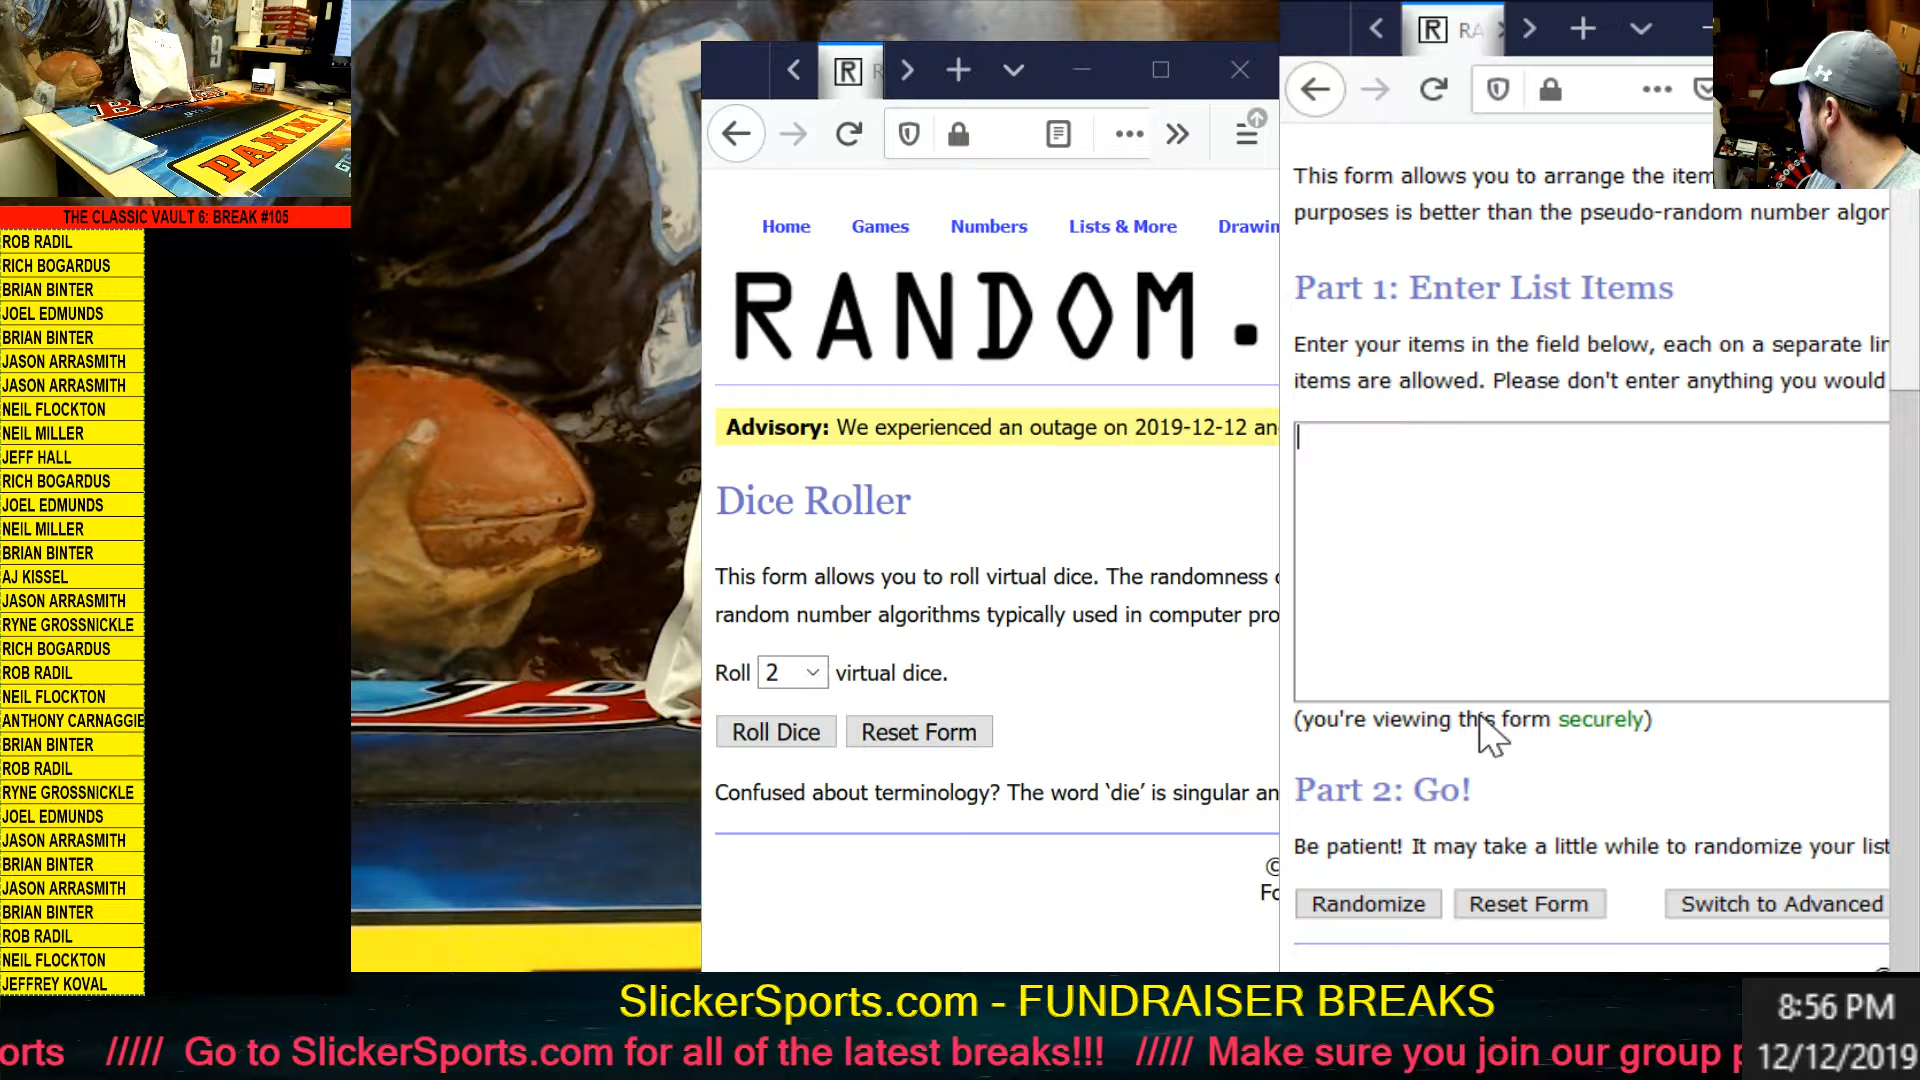 PANINI
THE CLASSIC VAULT 6: BREAK #105
ROB RADIL
RICH BOGARDUS
BRIAN BINTER
JOEL EDMUNDS
BRIAN BINTER
JASON ARRASMITH
JASON ARRASMITH
NEIL FLOCKTON
NEIL MILLER
JEFF HALL
RICH BOGARDUS
JOEL EDMUNDS
NEIL MILLER
BRIAN BINTER
AJ KISSEL
JASON ARRASMITH
RYNE GROSSNICKLE
RICH BOGARDUS
ROB RADIL
NEIL FLOCKTON
ANTHONY CARNAGGIE
BRIAN BINTER
ROB RADIL
RYNE GROSSNICKLE
JOEL EDMUNDS
JASON ARRASMITH
BRIAN BINTER
JASON ARRASMITH
BRIAN BINTER
ROB RADIL
NEIL FLOCKTON
JEFFREY KOVAL
R
Home Games Numbers Lists & More Drawin
RANDOM.
Advisory: We experienced an outage on 2019-12-12 an
Dice Roller
This form allows you to roll virtual dice. The randomness c
random number algorithms typically used in computer pro
Roll 2 virtual dice.
Roll Dice Reset Form
Confused about terminology? The word ‘die’ is singular an
©
Fo
R RA
This form allows you to arrange the item
purposes is better than the pseudo-random number algor
Part 1: Enter List Items
Enter your items in the field below, each on a separate lin
items are allowed. Please don't enter anything you would
(you're viewing this form securely)
Part 2: Go!
Be patient! It may take a little while to randomize your list
Randomize Reset Form Switch to Advanced
SlickerSports.com - FUNDRAISER BREAKS
orts ///// Go to SlickerSports.com for all of the latest breaks!!! ///// Make sure you join our group p
8:56 PM
12/12/2019